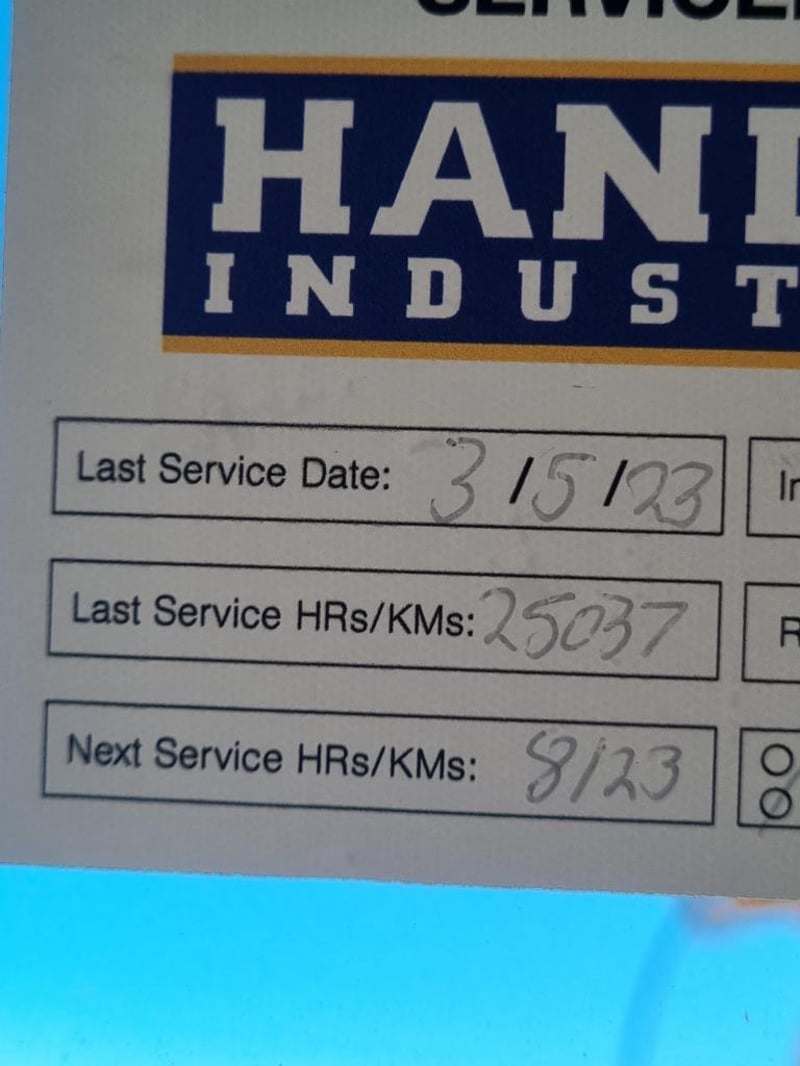 SERVICE
HAN
INDUST
Last Service Date: 3/5/23
Last Service HRs/KMs: 25037
R
Next Service HRs/KMs: 8/23